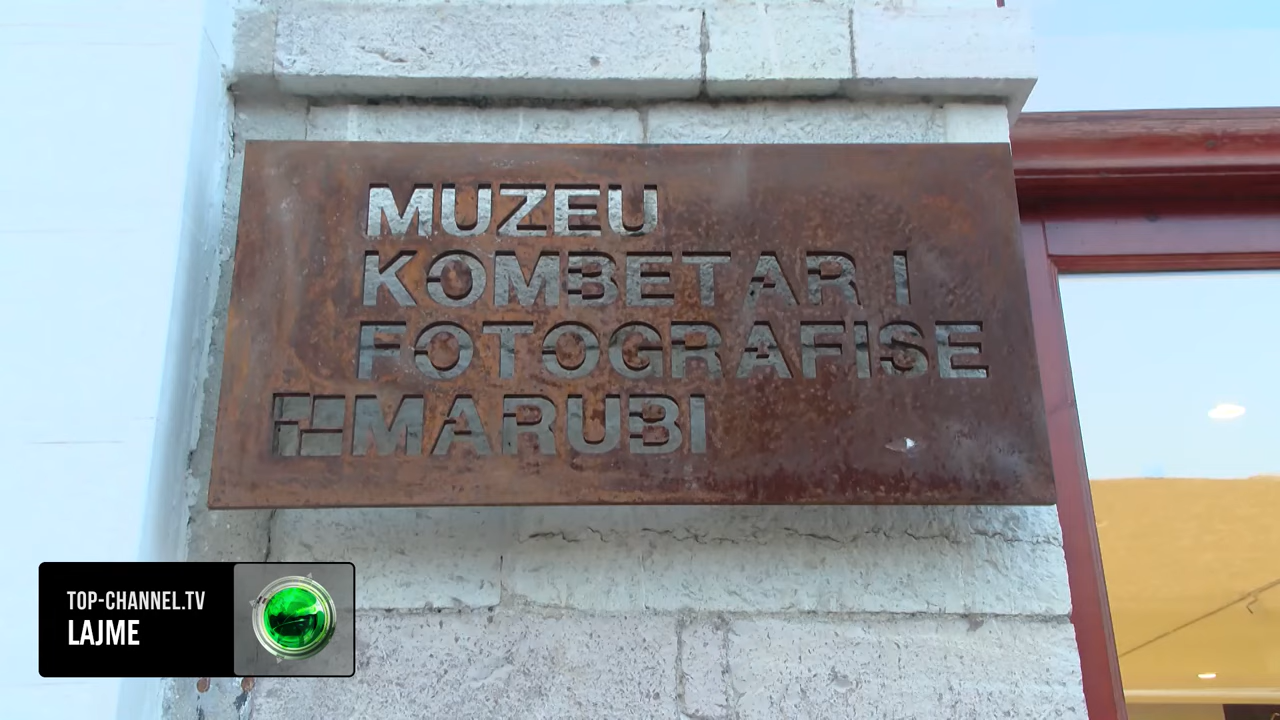 MUZEU
KOMBETAR I
FOTOGRAFISE
MARUBI
TOP-CHANNEL.TV
LAJME